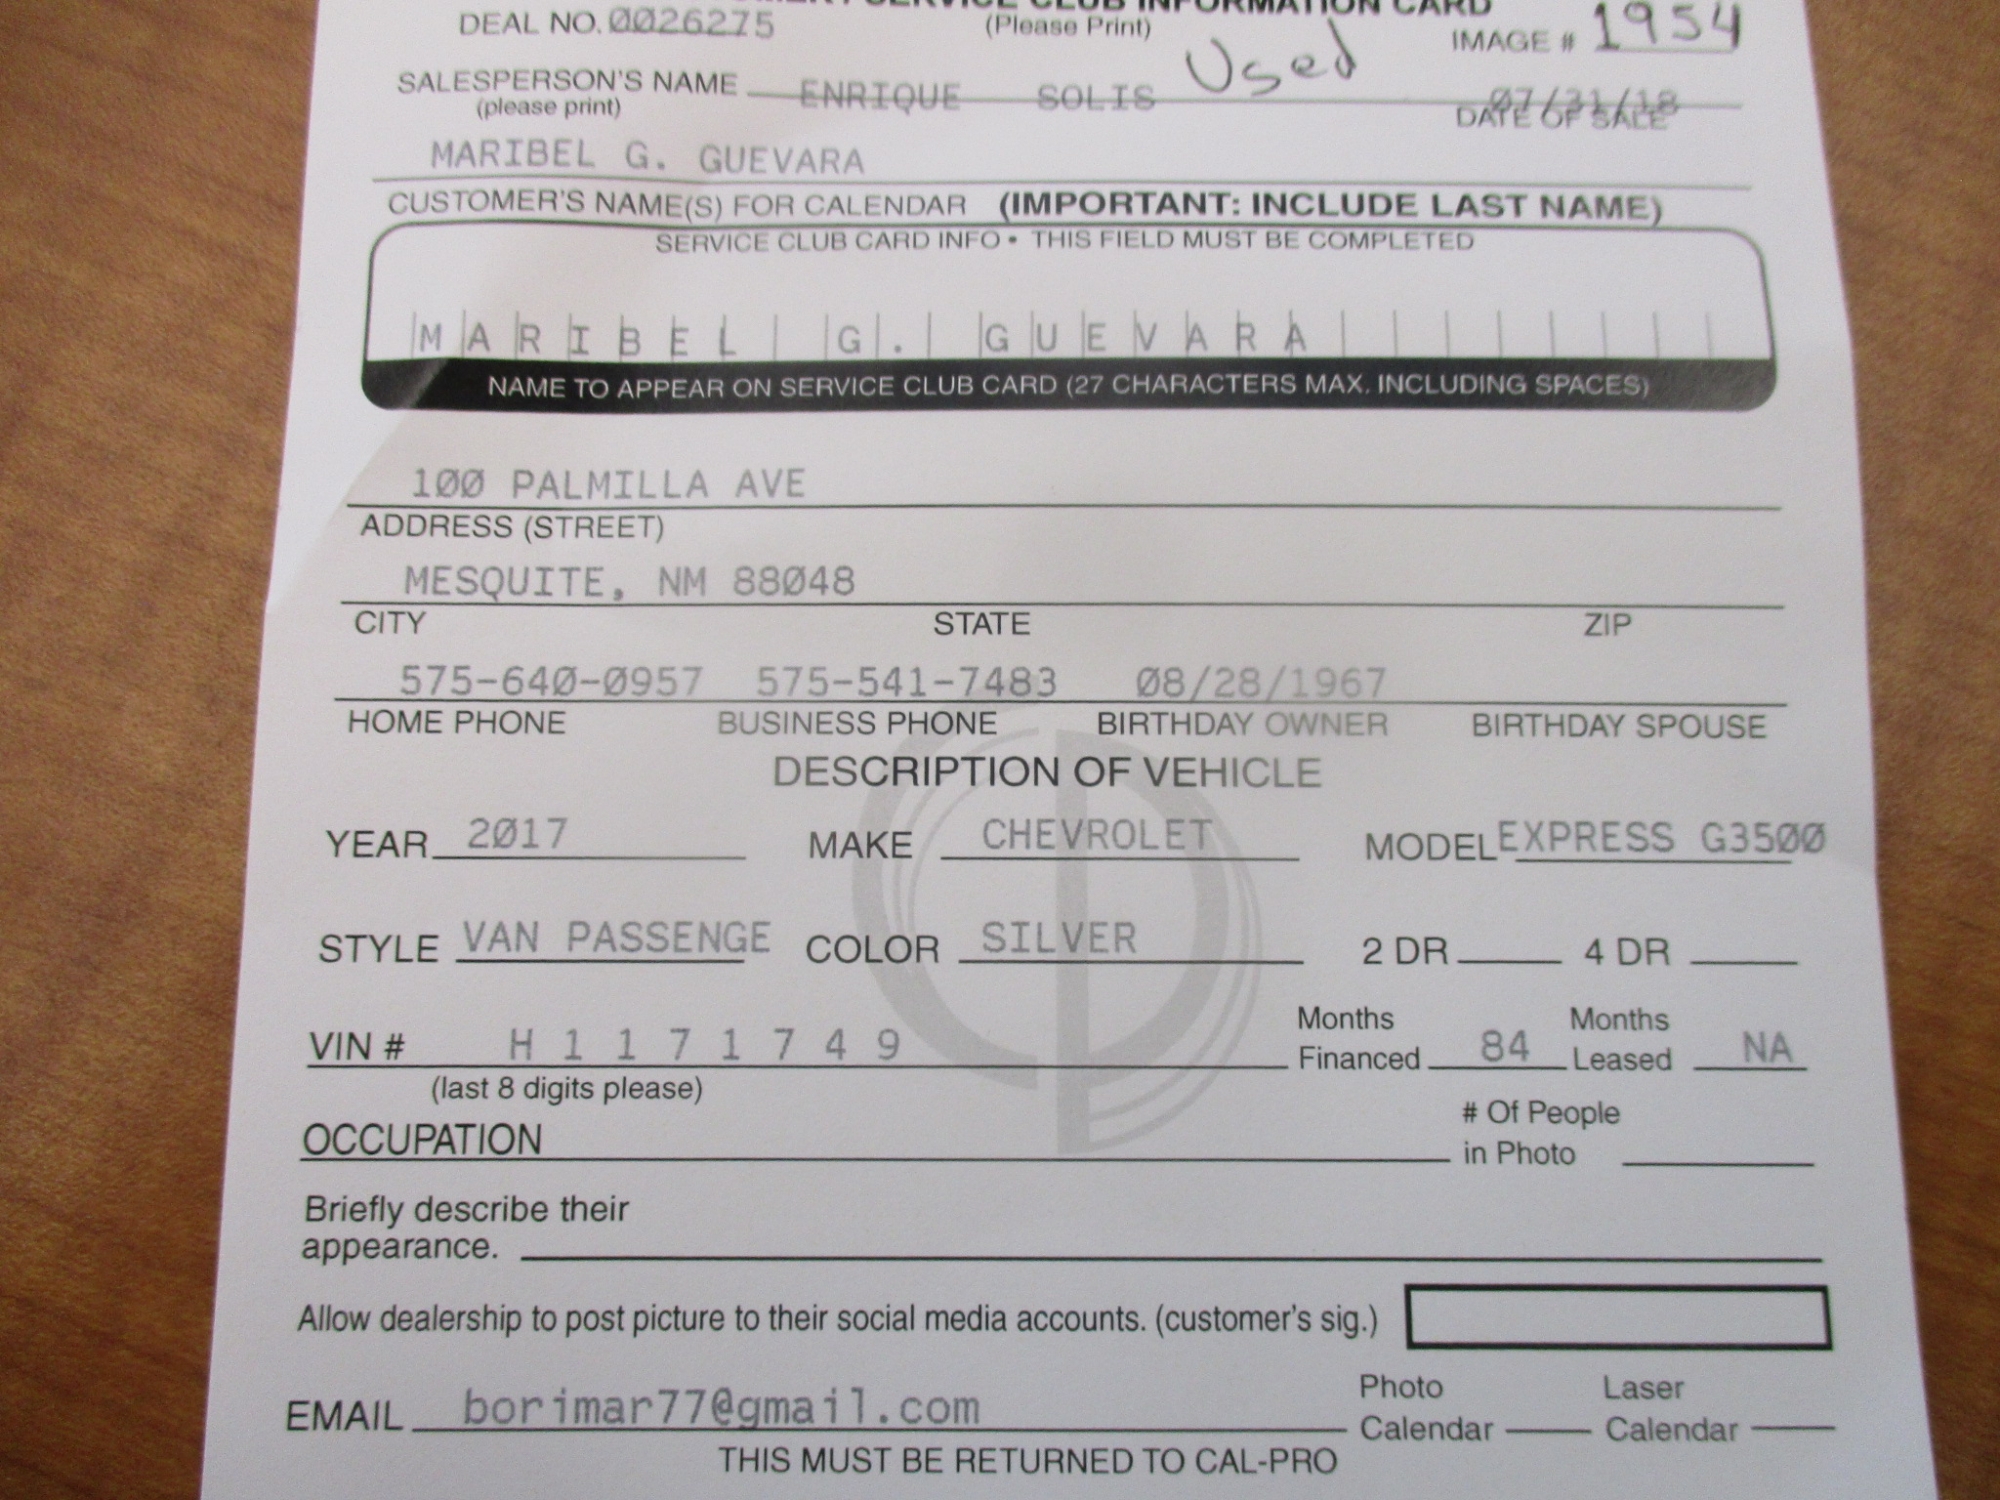 SERVICE CLUB INFORMATION CARD
DEAL NO. 0026275 (Please Print) Used IMAGE # 1954
SALESPERSON'S NAME ENRIQUE SOLIS 07/31/18
(please print) DATE OF SALE
MARIBEL G. GUEVARA
CUSTOMER'S NAME(S) FOR CALENDAR (IMPORTANT: INCLUDE LAST NAME)
SERVICE CLUB CARD INFO • THIS FIELD MUST BE COMPLETED
MARIBEL G. GUEVARA
NAME TO APPEAR ON SERVICE CLUB CARD (27 CHARACTERS MAX. INCLUDING SPACES)
100 PALMILLA AVE
ADDRESS (STREET)
MESQUITE, NM 88048
CITY STATE ZIP
575-640-0957 575-541-7483 08/28/1967
HOME PHONE BUSINESS PHONE BIRTHDAY OWNER BIRTHDAY SPOUSE
DESCRIPTION OF VEHICLE
YEAR 2017 MAKE CHEVROLET MODEL EXPRESS G3500
STYLE VAN PASSENGE COLOR SILVER 2 DR 4 DR
Months Months
VIN # H1171749 Financed 84 Leased NA
(last 8 digits please)
# Of People
OCCUPATION in Photo
Briefly describe their
appearance.
Allow dealership to post picture to their social media accounts. (customer's sig.)
Photo Laser
EMAIL borimar77@gmail.com Calendar Calendar
THIS MUST BE RETURNED TO CAL-PRO